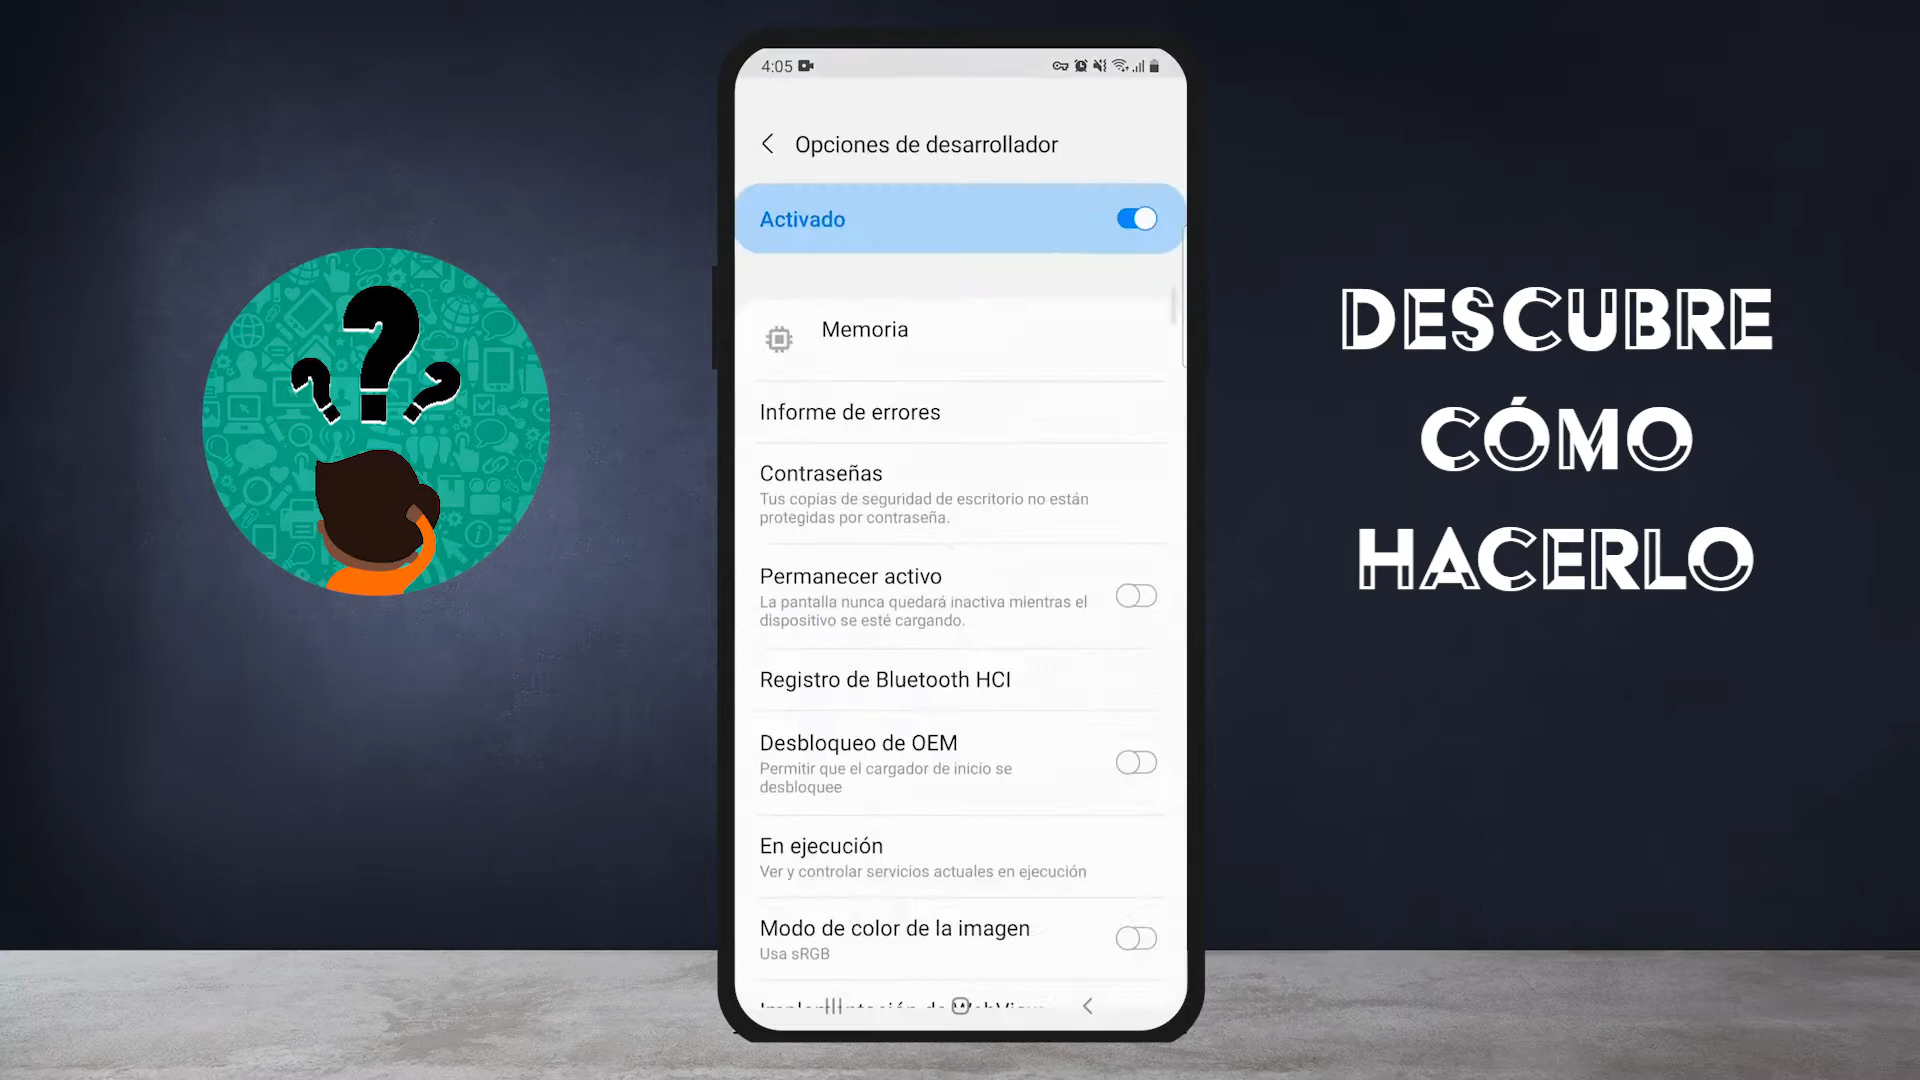 4:05
Opciones de desarrollador
Activado
Memoria
Informe de errores
Contraseñas
Tus copias de seguridad de escritorio no están
protegidas por contraseña.
Permanecer activo
La pantalla nunca quedará inactiva mientras el
dispositivo se esté cargando.
Registro de Bluetooth HCI
Desbloqueo de OEM
Permitir que el cargador de inicio se
desbloquee
En ejecución
Ver y controlar servicios actuales en ejecución
Modo de color de la imagen
Usa sRGB
Implementación de WebView
DESCUBRE
CÓMO
HACERLO